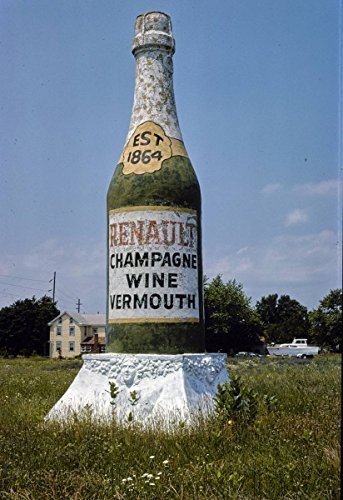 EST
1864
RENAULT
CHAMPAGNE
WINE
VERMOUTH